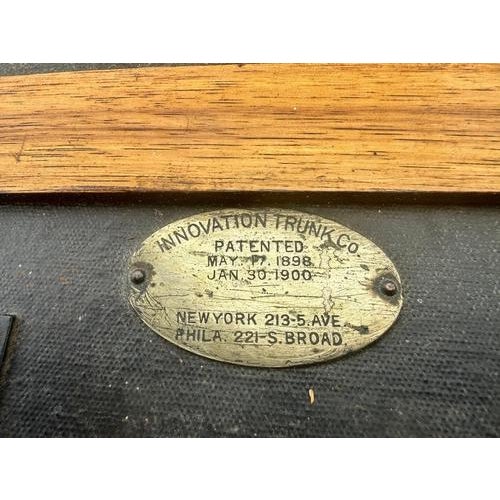 INNOVATION TRUNK CO.
PATENTED
MAY. 17. 1898
JAN. 30. 1900
NEW YORK 213-5. AVE.
PHILA. 221-S. BROAD.